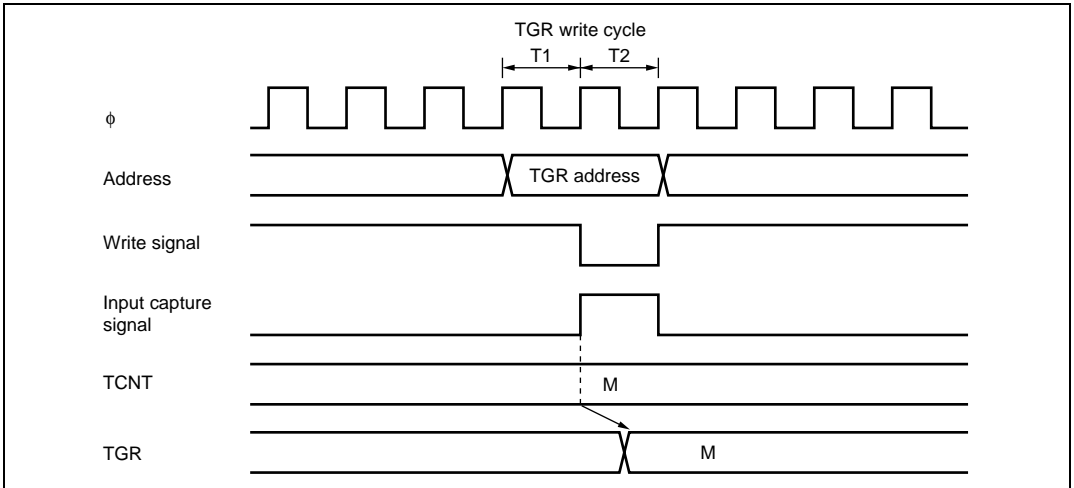 TGR write cycle
T1 T2
ϕ
Address TGR address
Write signal
Input capture
signal
TCNT M
TGR M